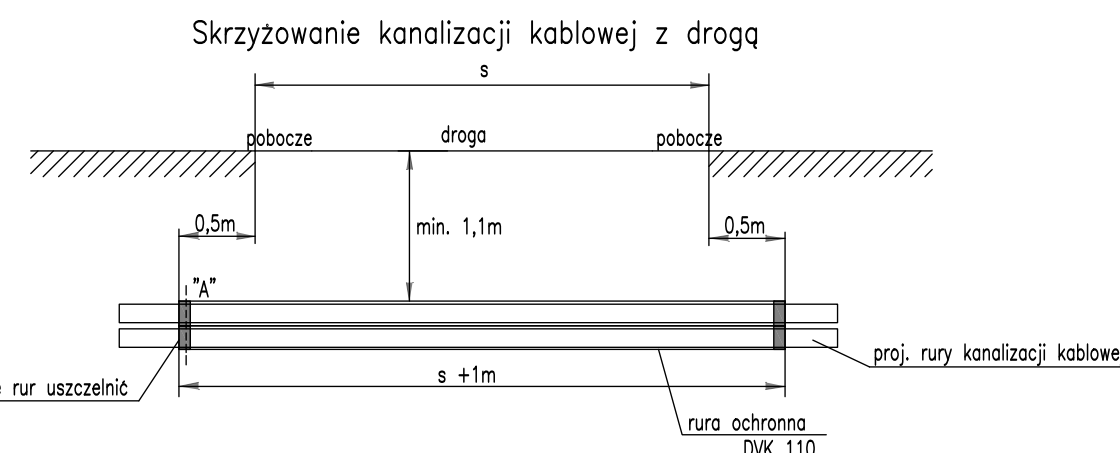 Skrzyżowanie kanalizacji kablowej z drogą
s
pobocze
droga
pobocze
0,5m
min. 1,1m
0,5m
"A"
proj. rury kanalizacji kablowe
rur uszczelnić
s +1m
rura ochronna
DVK 110